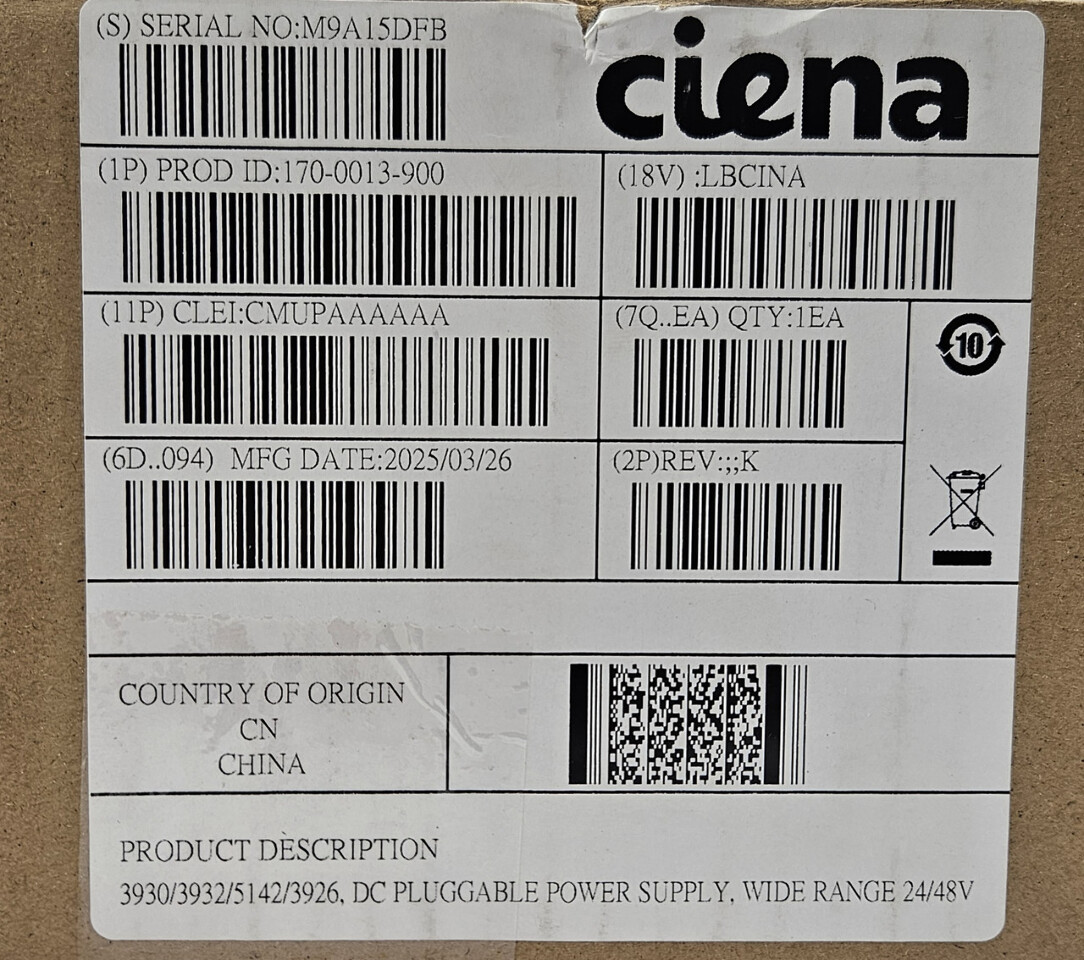 (S) SERIAL NO:M9A15DFB
ciena
(1P) PROD ID:170-0013-900
(18V) :LBCINA
(11P) CLEI:CMUPAAAAAA
(7Q..EA) QTY:1EA
10
(6D..094) MFG DATE:2025/03/26
(2P)REV:;;K
COUNTRY OF ORIGIN
CN
CHINA
PRODUCT DESCRIPTION
3930/3932/5142/3926, DC PLUGGABLE POWER SUPPLY, WIDE RANGE 24/48V